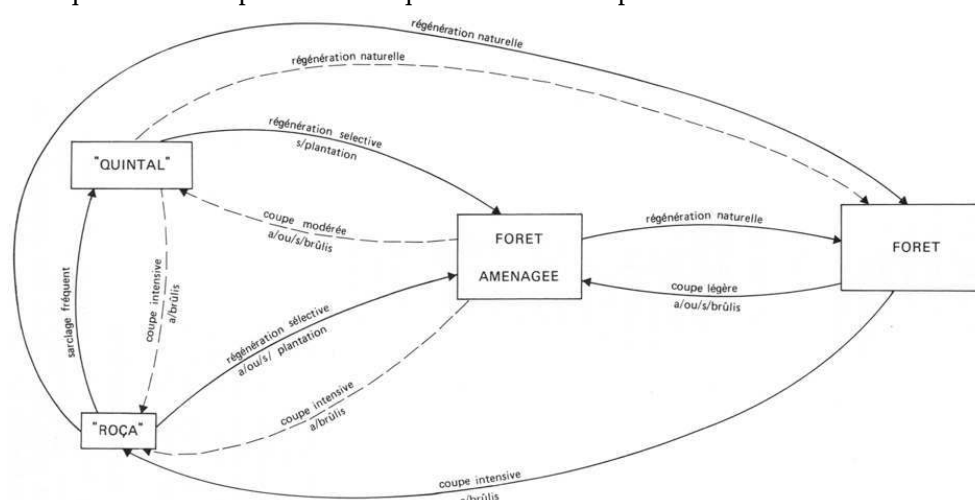 régénération naturelle
régénération naturelle
régénération selective
s/plantation
"QUINTAL"
coupe modérée
a/ou/s/brûlis
FORET
AMENAGEE
régénération naturelle
FORET
coupe légère
a/ou/s/brûlis
sarclage fréquent
coupe intensive
a/brûlis
régénération sélective
a/ou/s/ plantation
coupe intensive
a/brûlis
"ROÇA"
coupe intensive
a/brûlis